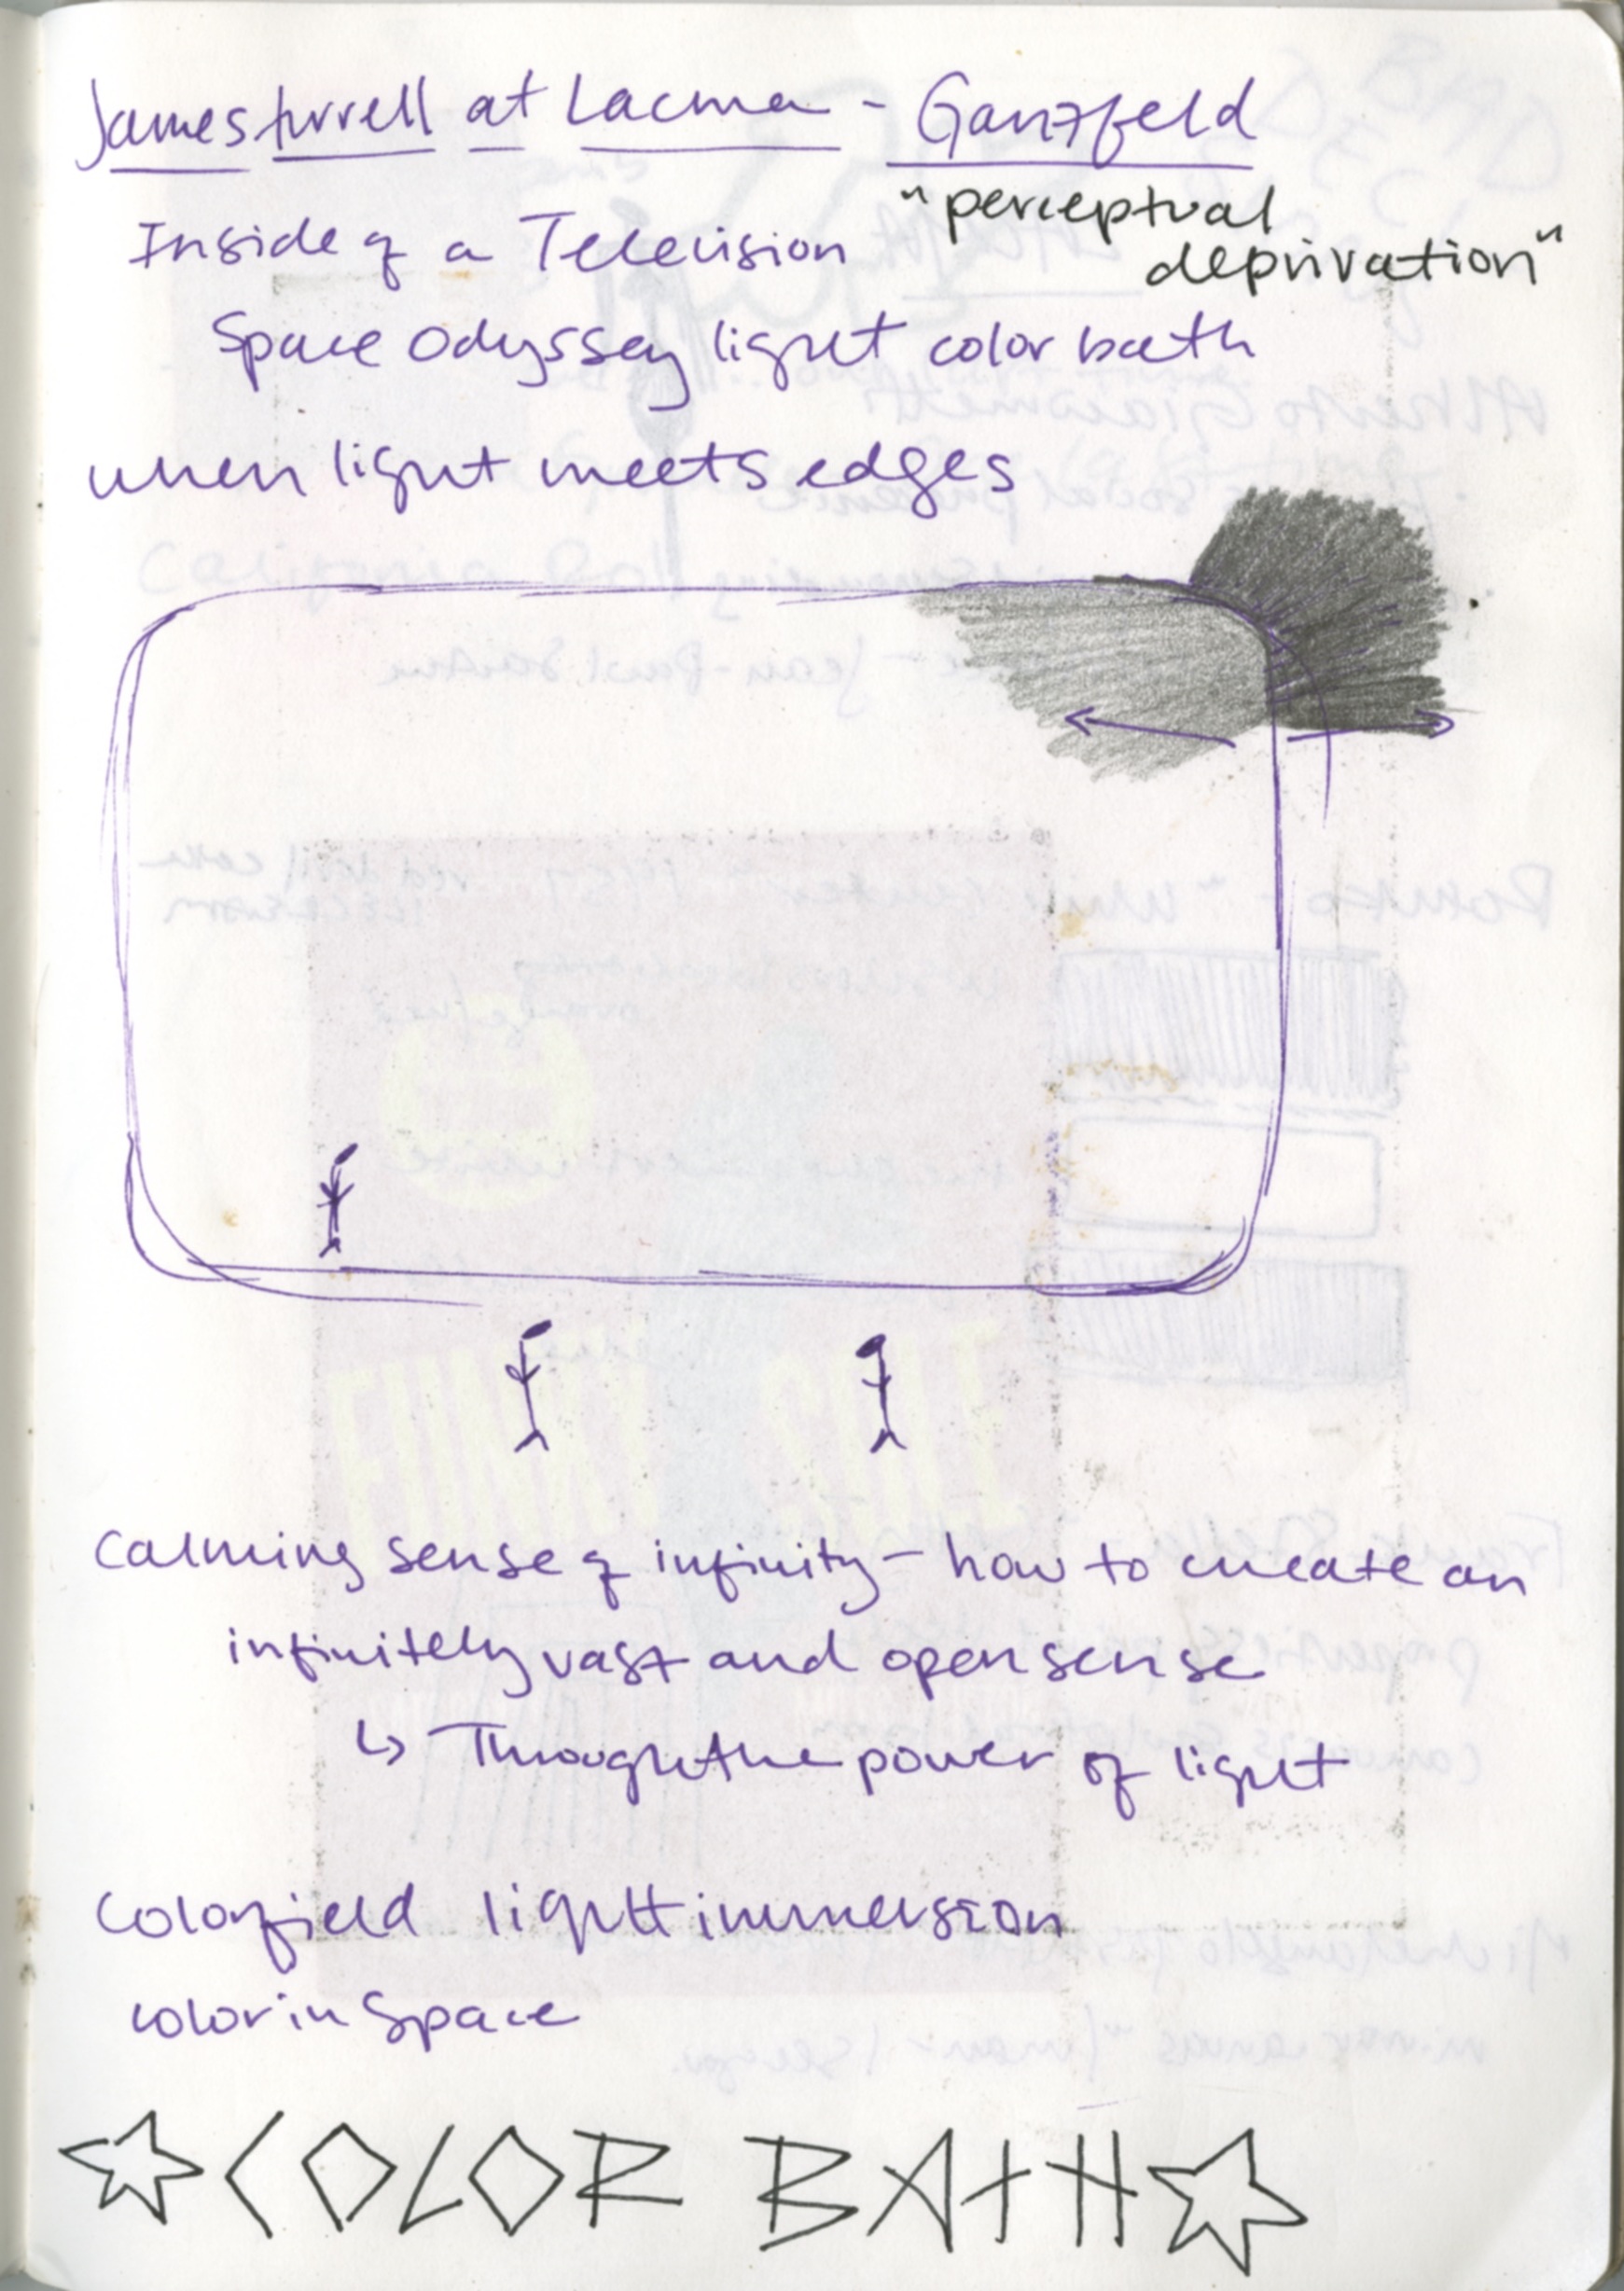 James turrell at Lacma - Ganzfeld
"perceptual
deprivation"
Inside of a Television
Space Odyssey light color bath
when light meets edges
Calming sense of infinity - how to create an
infinitely vast and open sense
↳ Through the power of light
Colorfield light immersion
color in Space
☆ COLOR BATH ☆